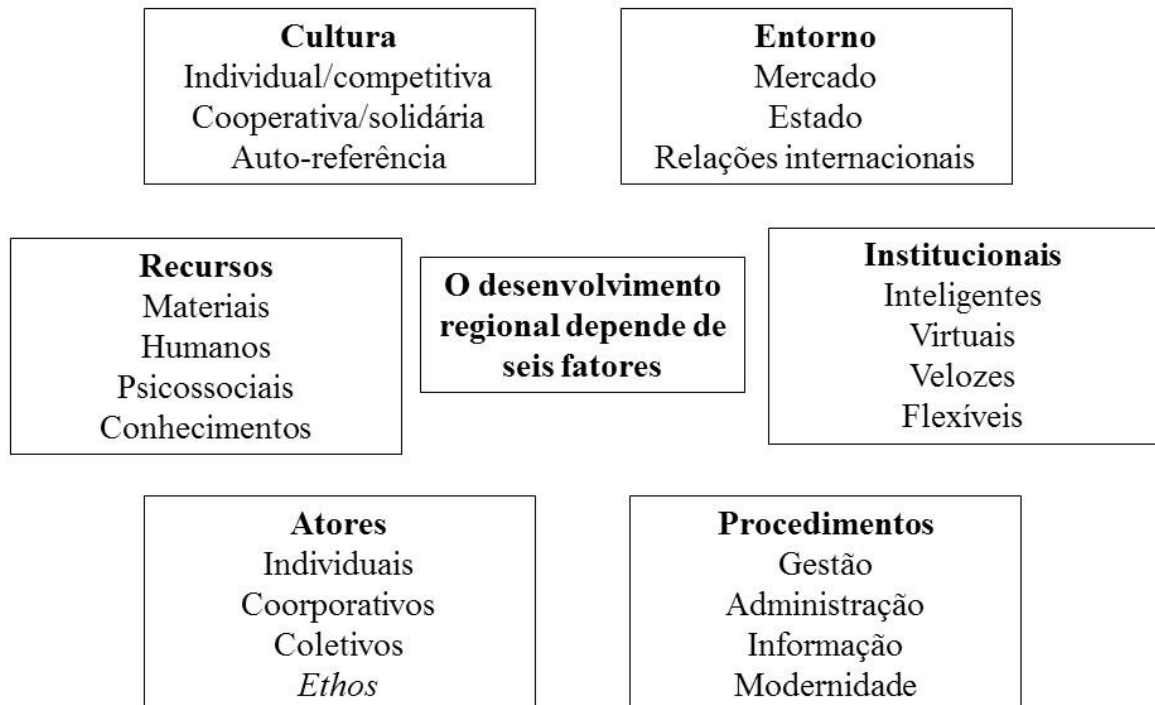 Cultura
Individual/competitiva
Cooperativa/solidária
Auto-referência
Entorno
Mercado
Estado
Relações internacionais
Recursos
Materiais
Humanos
Psicossociais
Conhecimentos
O desenvolvimento
regional depende de
seis fatores
Institucionais
Inteligentes
Virtuais
Velozes
Flexíveis
Atores
Individuais
Coorporativos
Coletivos
Ethos
Procedimentos
Gestão
Administração
Informação
Modernidade